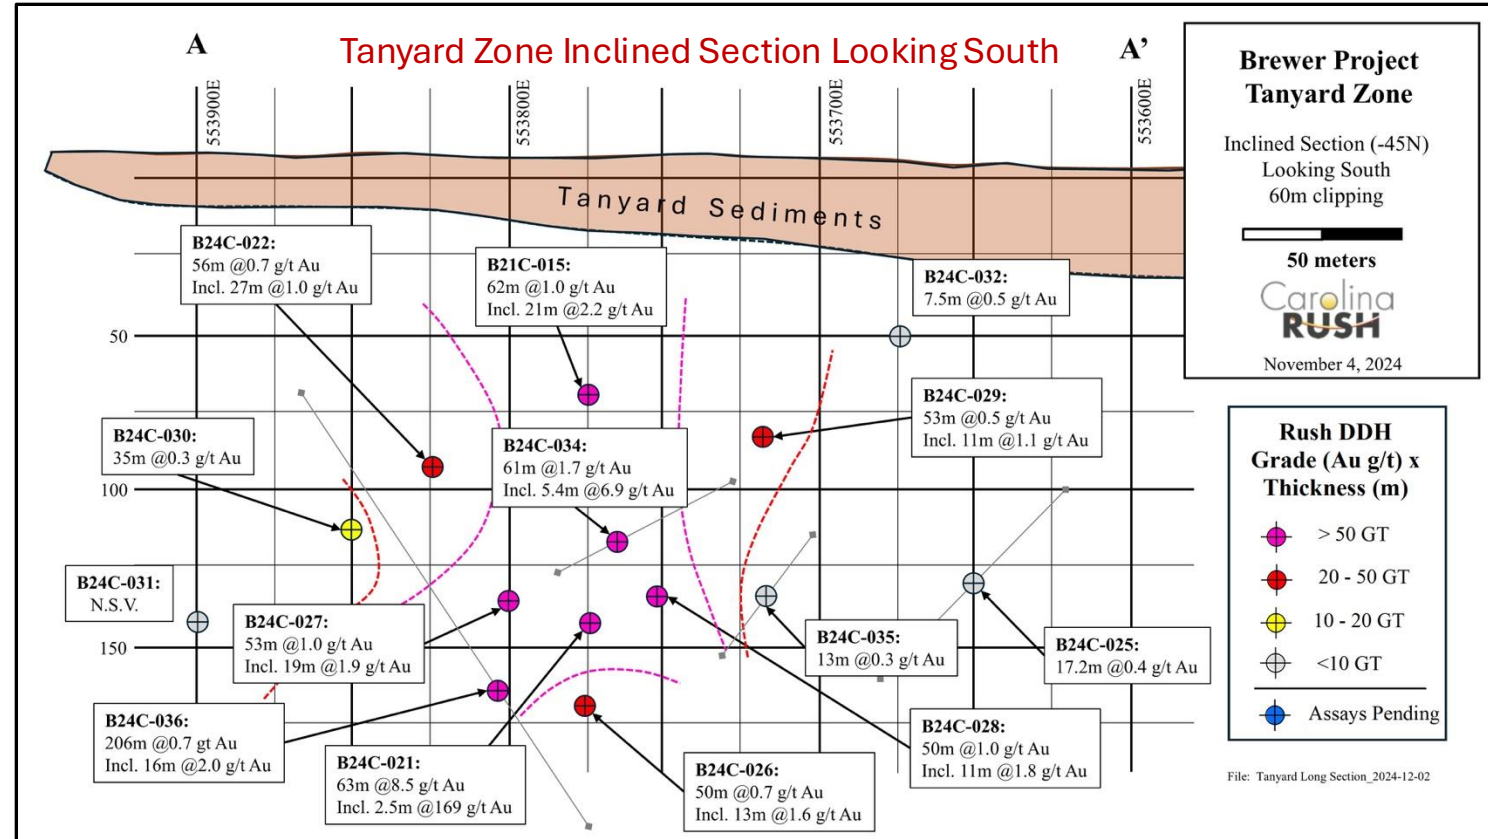 A
Tanyard Zone Inclined Section Looking South
A’
553900E
553800E
553700E
553600E
Tanyard Sediments
B24C-022:
56m @0.7 g/t Au
Incl. 27m @1.0 g/t Au
B21C-015:
62m @1.0 g/t Au
Incl. 21m @2.2 g/t Au
B24C-032:
7.5m @0.5 g/t Au
50
B24C-029:
53m @0.5 g/t Au
Incl. 11m @1.1 g/t Au
B24C-030:
35m @0.3 g/t Au
B24C-034:
61m @1.7 g/t Au
Incl. 5.4m @6.9 g/t Au
100
B24C-031:
N.S.V.
B24C-027:
53m @1.0 g/t Au
Incl. 19m @1.9 g/t Au
150
B24C-035:
13m @0.3 g/t Au
B24C-025:
17.2m @0.4 g/t Au
B24C-036:
206m @0.7 gt Au
Incl. 16m @2.0 g/t Au
B24C-021:
63m @8.5 g/t Au
Incl. 2.5m @169 g/t Au
B24C-026:
50m @0.7 g/t Au
Incl. 13m @1.6 g/t Au
B24C-028:
50m @1.0 g/t Au
Incl. 11m @1.8 g/t Au
Brewer Project
Tanyard Zone
Inclined Section (-45N)
Looking South
60m clipping
50 meters
Carolina
RUSH
November 4, 2024
Rush DDH
Grade (Au g/t) x
Thickness (m)
> 50 GT
20 - 50 GT
10 - 20 GT
<10 GT
Assays Pending
File: Tanyard Long Section_2024-12-02